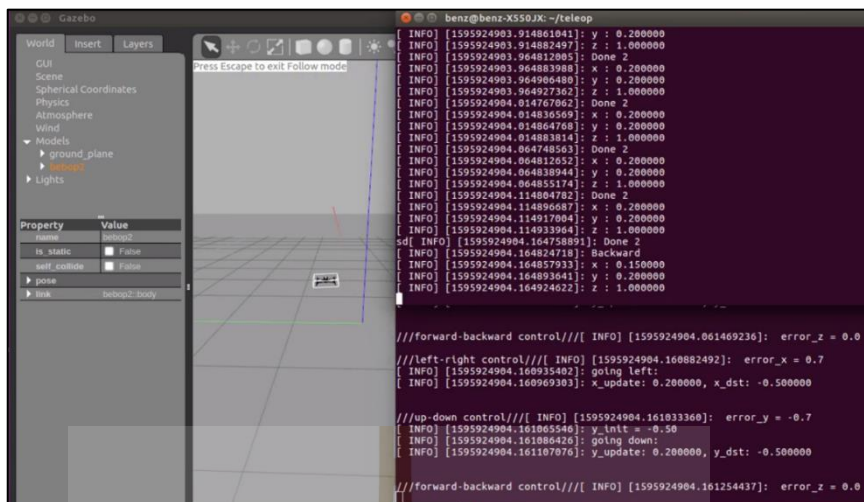 Gazebo
World Insert Layers
GUI
Scene
Spherical Coordinates
Physics
Atmosphere
Wind
Models
ground_plane
bebop2
Lights
Property Value
name bebop2
is_static False
self_collide False
pose
link bebop2::body
Press Escape to exit Follow mode
benz@benz-X550JX: ~/teleop
[ INFO] [1595924903.914861041]: y : 0.200000
[ INFO] [1595924903.914882497]: z : 1.000000
[ INFO] [1595924903.964812005]: Done 2
[ INFO] [1595924903.964883988]: x : 0.200000
[ INFO] [1595924903.964906480]: y : 0.200000
[ INFO] [1595924903.964927362]: z : 1.000000
[ INFO] [1595924904.014767062]: Done 2
[ INFO] [1595924904.014836569]: x : 0.200000
[ INFO] [1595924904.014864768]: y : 0.200000
[ INFO] [1595924904.014883814]: z : 1.000000
[ INFO] [1595924904.064748563]: Done 2
[ INFO] [1595924904.064812652]: x : 0.200000
[ INFO] [1595924904.064838944]: y : 0.200000
[ INFO] [1595924904.064855174]: z : 1.000000
[ INFO] [1595924904.114804782]: Done 2
[ INFO] [1595924904.114896687]: x : 0.200000
[ INFO] [1595924904.114917004]: y : 0.200000
[ INFO] [1595924904.114933964]: z : 1.000000
sd[ INFO] [1595924904.164758891]: Done 2
[ INFO] [1595924904.164824718]: Backward
[ INFO] [1595924904.164857933]: x : 0.150000
[ INFO] [1595924904.164893641]: y : 0.200000
[ INFO] [1595924904.164924622]: z : 1.000000
///forward-backward control///[ INFO] [1595924904.061469236]: error_z = 0.0
///left-right control///[ INFO] [1595924904.160882492]: error_x = 0.7
[ INFO] [1595924904.160935402]: going left:
[ INFO] [1595924904.160969303]: x_update: 0.200000, x_dst: -0.500000
///up-down control///[ INFO] [1595924904.161033360]: error_y = -0.7
[ INFO] [1595924904.161065546]: y_init = -0.50
[ INFO] [1595924904.161086426]: going down:
[ INFO] [1595924904.161107076]: y_update: 0.200000, y_dst: -0.500000
///forward-backward control///[ INFO] [1595924904.161254437]: error_z = 0.0